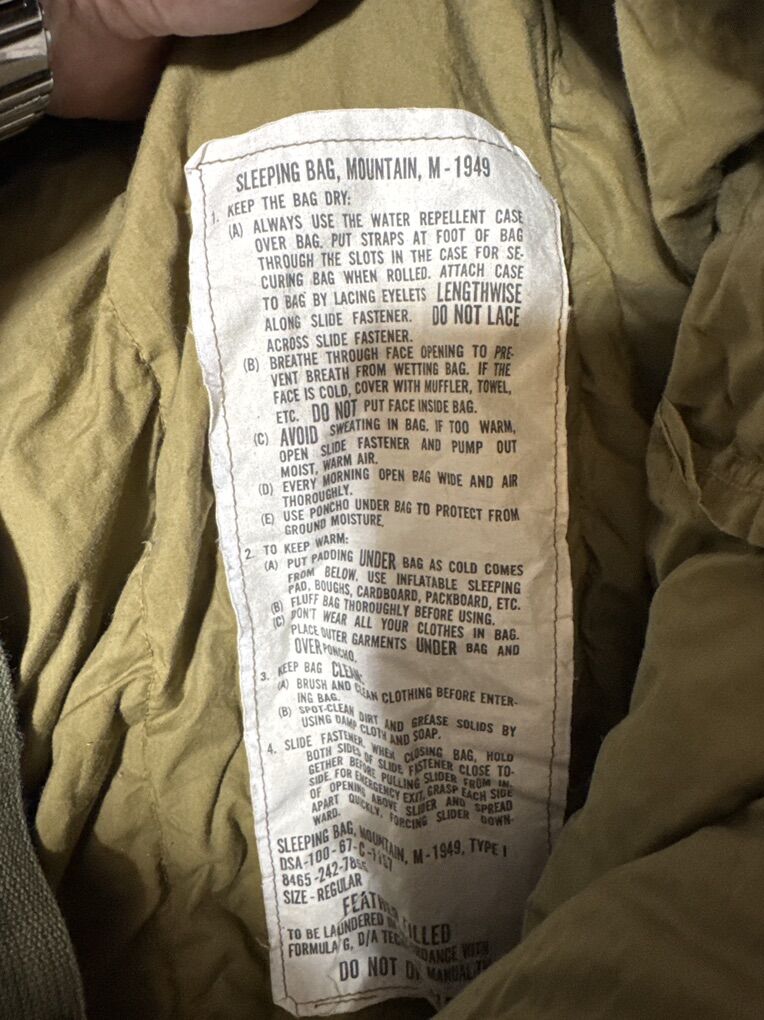 SLEEPING BAG, MOUNTAIN, M-1949
1. KEEP THE BAG DRY:
(A) ALWAYS USE THE WATER REPELLENT CASE
OVER BAG. PUT STRAPS AT FOOT OF BAG
THROUGH THE SLOTS IN THE CASE FOR SE-
CURING BAG WHEN ROLLED. ATTACH CASE
TO BAG BY LACING EYELETS LENGTHWISE
ALONG SLIDE FASTENER. DO NOT LACE
ACROSS SLIDE FASTENER.
(B) BREATHE THROUGH FACE OPENING TO PRE-
VENT BREATH FROM WETTING BAG. IF THE
FACE IS COLD, COVER WITH MUFFLER, TOWEL,
ETC. DO NOT PUT FACE INSIDE BAG.
(C) AVOID SWEATING IN BAG. IF TOO WARM,
OPEN SLIDE FASTENER AND PUMP OUT
MOIST, WARM AIR.
(D) EVERY MORNING OPEN BAG WIDE AND AIR
THOROUGHLY.
(E) USE PONCHO UNDER BAG TO PROTECT FROM
GROUND MOISTURE.
2. TO KEEP WARM:
(A) PUT PADDING UNDER BAG AS COLD COMES
FROM BELOW. USE INFLATABLE SLEEPING
PAD, BOUGHS, CARDBOARD, PACKBOARD, ETC.
(B) FLUFF BAG THOROUGHLY BEFORE USING.
(C) DON'T WEAR ALL YOUR CLOTHES IN BAG.
PLACE OUTER GARMENTS UNDER BAG AND
OVER PONCHO.
3. KEEP BAG CLEAN:
(A) BRUSH AND CLEAN CLOTHING BEFORE ENTER-
ING BAG.
(B) SPOT-CLEAN DIRT AND GREASE SOLIDS BY
USING DAMP CLOTH AND SOAP.
4. SLIDE FASTENER. WHEN CLOSING BAG, HOLD
BOTH SIDES OF SLIDE FASTENER CLOSE TO-
GETHER BEFORE PULLING SLIDER FROM IN-
SIDE. FOR EMERGENCY EXIT, GRASP EACH SIDE
OF OPENING ABOVE SLIDER AND SPREAD
APART QUICKLY, FORCING SLIDER DOWN-
WARD.
SLEEPING BAG, MOUNTAIN, M-1949, TYPE I
DSA-100-67-C-
8465-242-
SIZE - REGULAR
FEATHER FILLED
TO BE LAUNDERED
FORMULA G, D/A WITH
DO NOT MANUAL